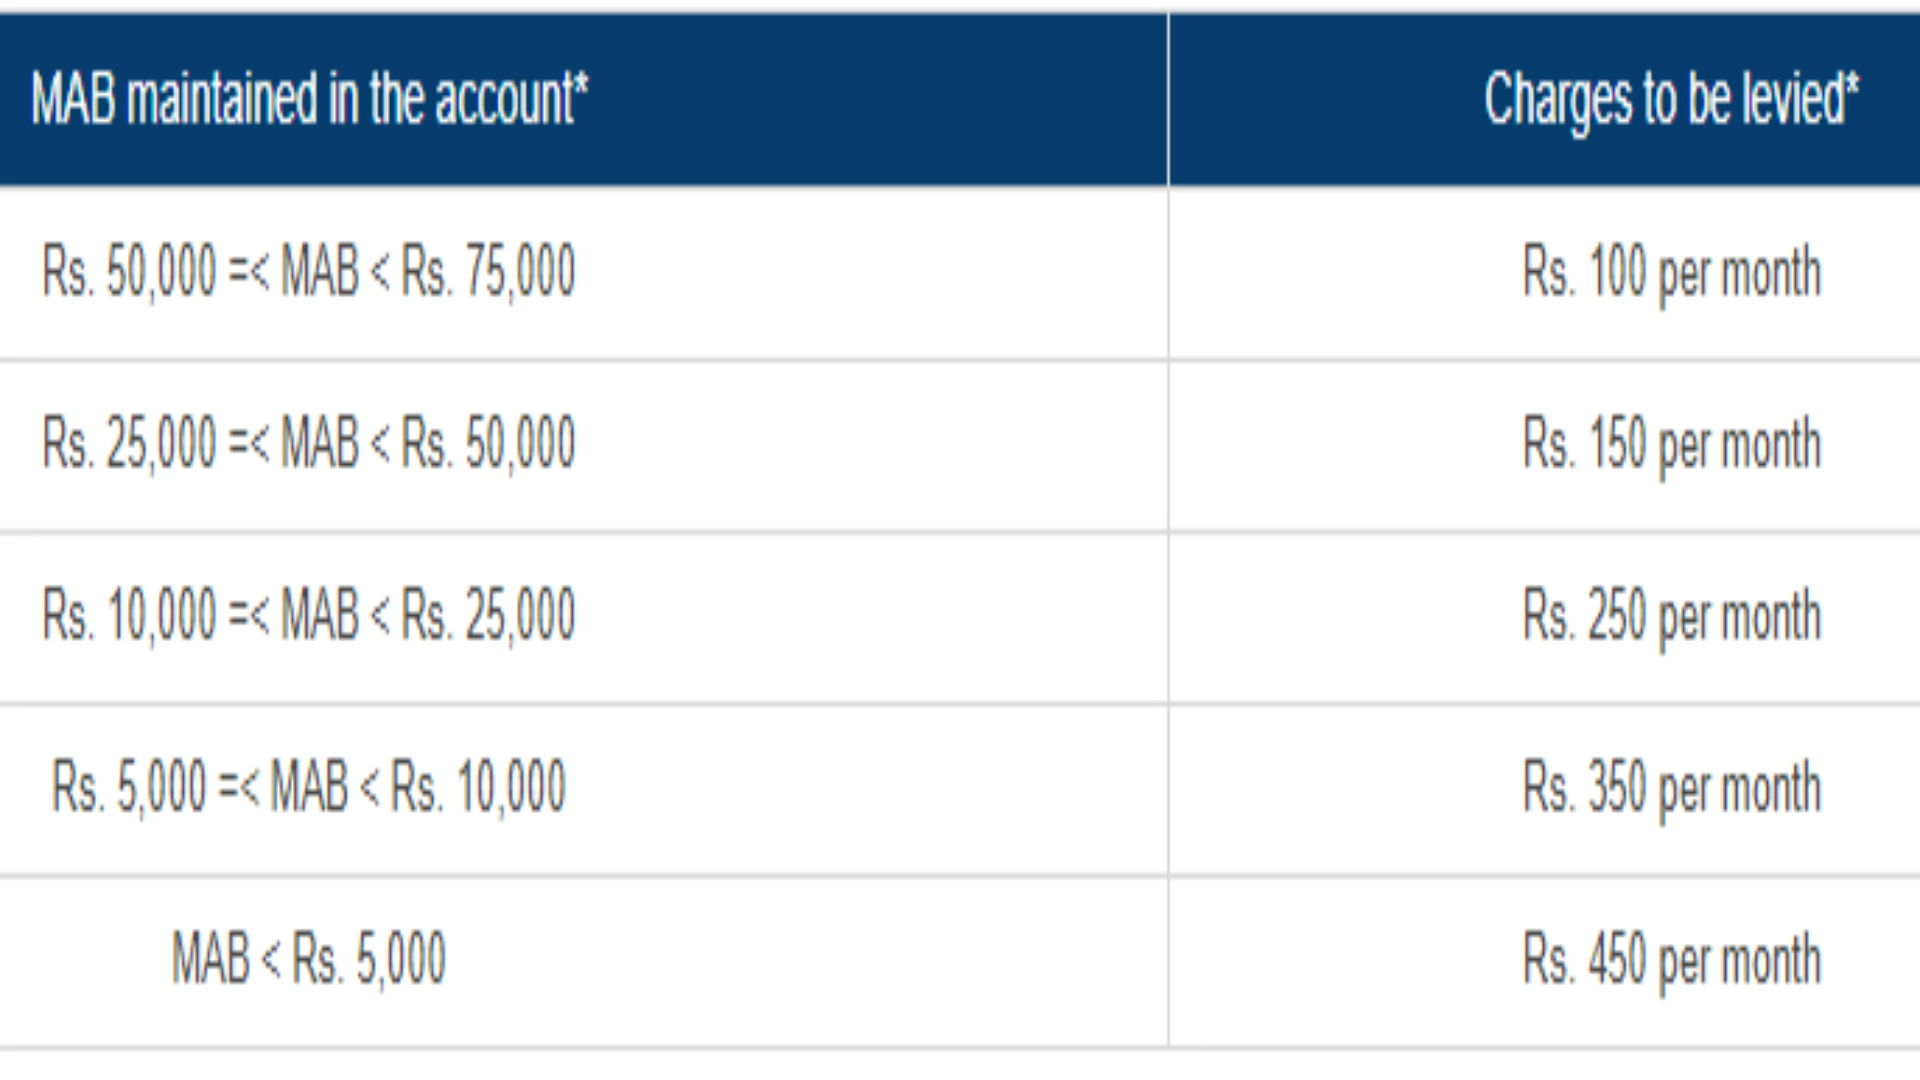 MAB maintained in the account* Charges to be levied*
Rs. 50,000 =< MAB < Rs. 75,000 Rs. 100 per month
Rs. 25,000 =< MAB < Rs. 50,000 Rs. 150 per month
Rs. 10,000 =< MAB < Rs. 25,000 Rs. 250 per month
Rs. 5,000 =< MAB < Rs. 10,000 Rs. 350 per month
MAB < Rs. 5,000 Rs. 450 per month